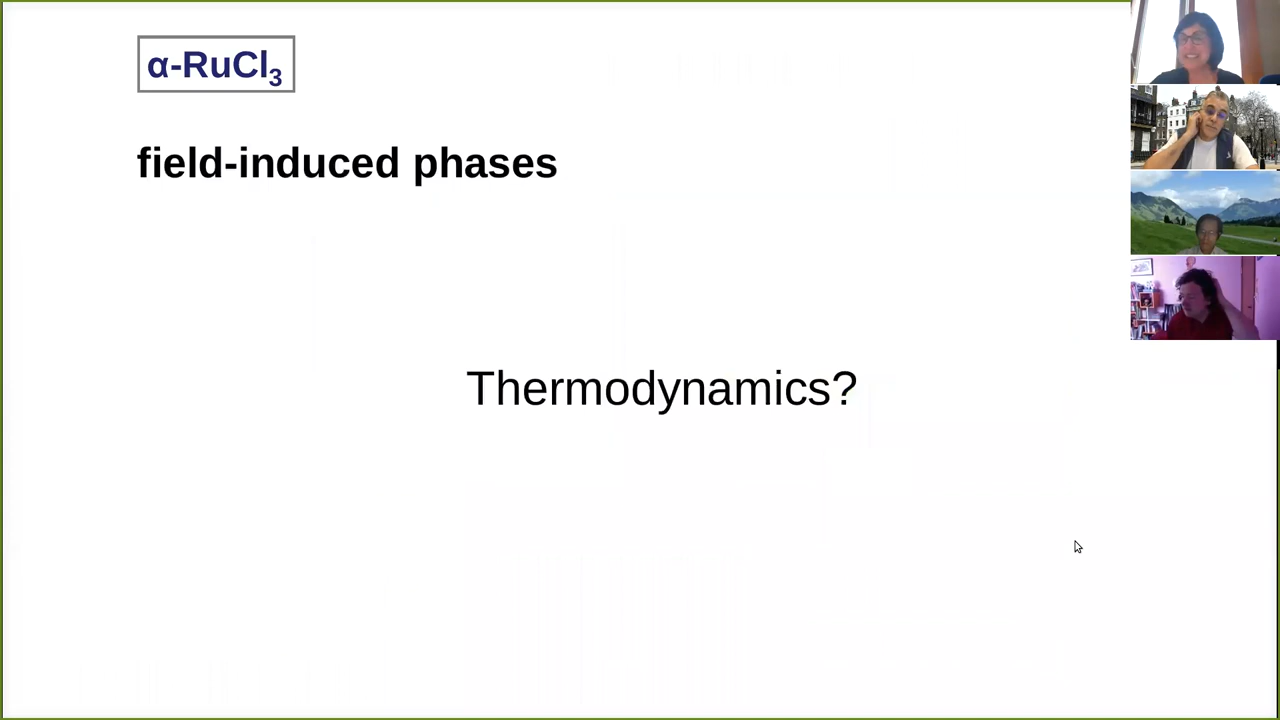 α-RuCl₃
field-induced phases
Thermodynamics?